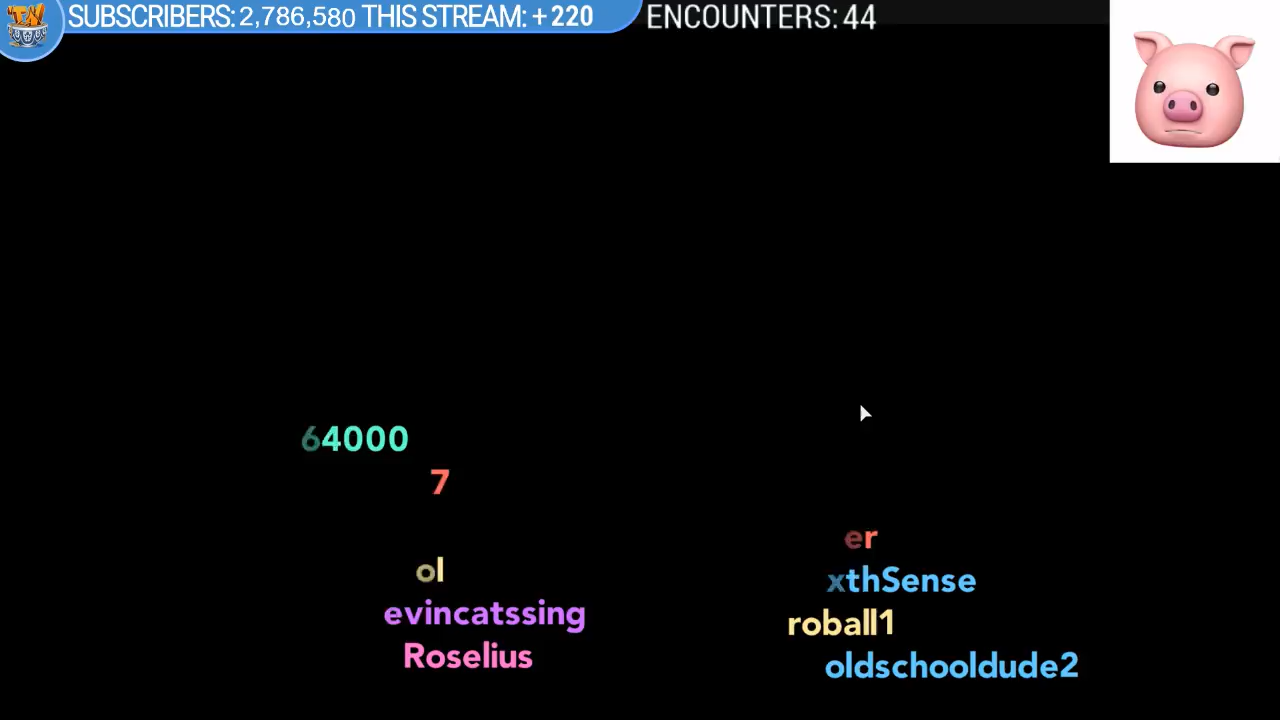 SUBSCRIBERS: 2,786,580 THIS STREAM: +220
ENCOUNTERS: 44
64000
7
ol
evincatssing
Roselius
er
xthSense
roball1
oldschooldude2